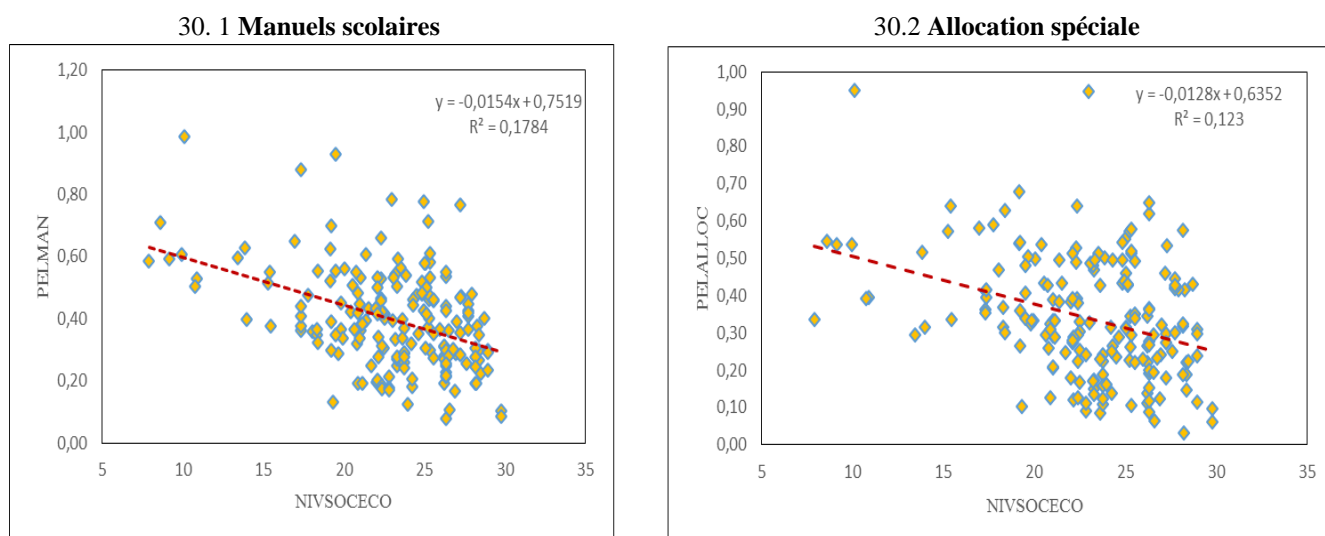 30. 1 Manuels scolaires
1,20
1,00
0,80
0,60
0,40
0,20
0,00
PELMAN
y = -0,0154x + 0,7519
R² = 0,1784
5 10 15 20 25 30 35
NIVSOCECO
30.2 Allocation spéciale
1,00
0,90
0,80
0,70
0,60
0,50
0,40
0,30
0,20
0,10
0,00
PELALLOC
y = -0,0128x + 0,6352
R² = 0,123
5 10 15 20 25 30 35
NIVSOCECO